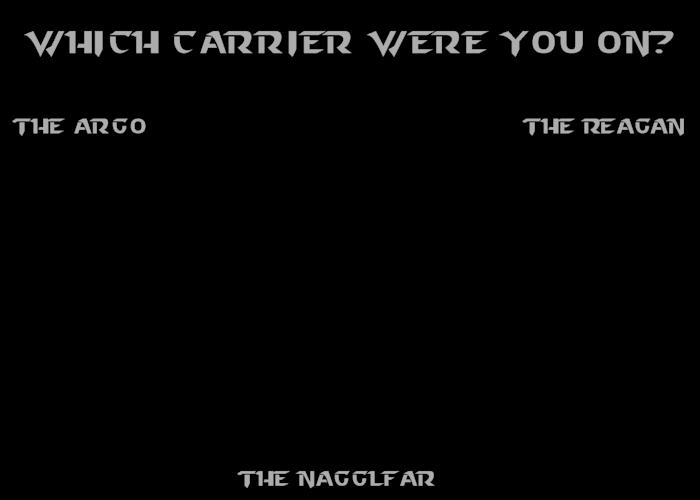 WHICH CARRIER WERE YOU ON?
THE ARGO
THE REAGAN
THE NAGGLFAR